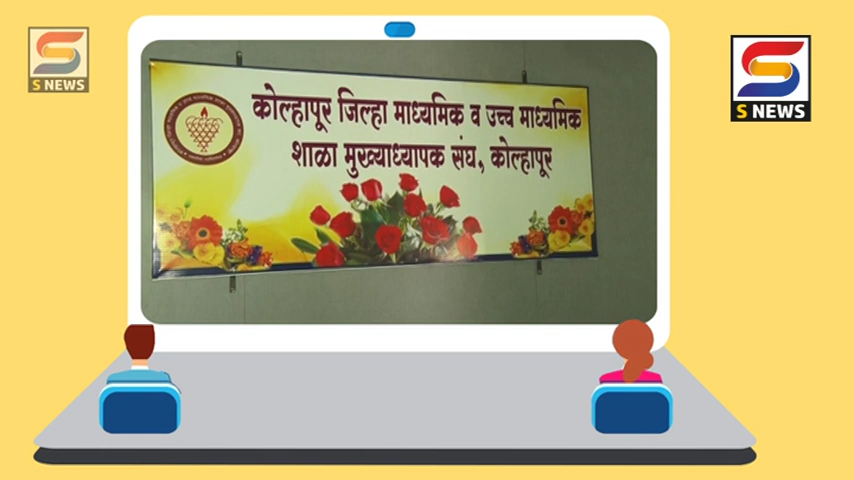 S NEWS
S NEWS
कोल्हापूर जिल्हा माध्यमिक व उच्च माध्यमिक
शाळा मुख्याध्यापक संघ, कोल्हापूर